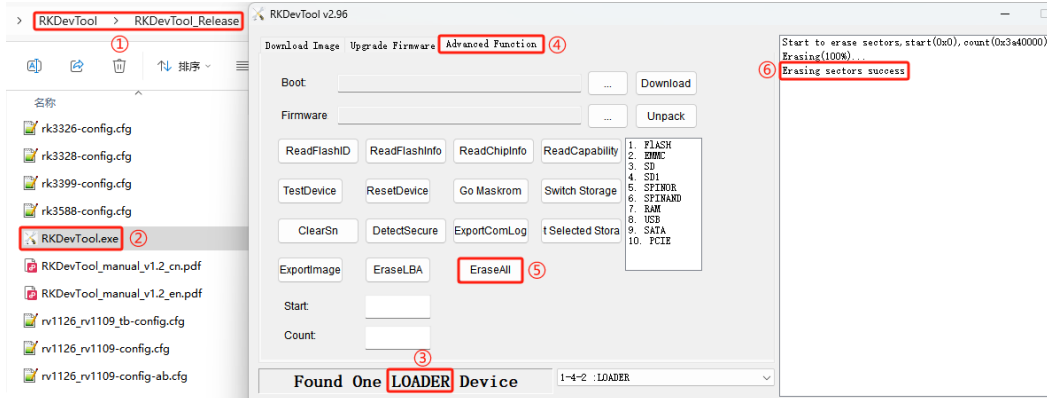 > RKDevTool > RKDevTool_Release
①
排序
名称
rk3326-config.cfg
rk3328-config.cfg
rk3399-config.cfg
rk3588-config.cfg
RKDevTool.exe ②
RKDevTool_manual_v1.2_cn.pdf
RKDevTool_manual_v1.2_en.pdf
rv1126_rv1109_tb-config.cfg
rv1126_rv1109-config.cfg
rv1126_rv1109-config-ab.cfg
RKDevTool v2.96
Download Image Upgrade Firmware Advanced Function ④
Boot: ... Download
Firmware ... Unpack
ReadFlashID ReadFlashInfo ReadChipInfo ReadCapability
TestDevice ResetDevice Go Maskrom Switch Storage
ClearSn DetectSecure ExportComLog t Selected Stora
ExportImage EraseLBA EraseAll ⑤
1. FlASH
2. EMMC
3. SD
4. SD1
5. SPINOR
6. SPINAND
7. RAM
8. USB
9. SATA
10. PCIE
Start:
Count:
③
Found One LOADER Device
1-4-2 :LOADER
Start to erase sectors,start(0x0),count(0x3a40000)
Erasing(100%)...
⑥ Erasing sectors success